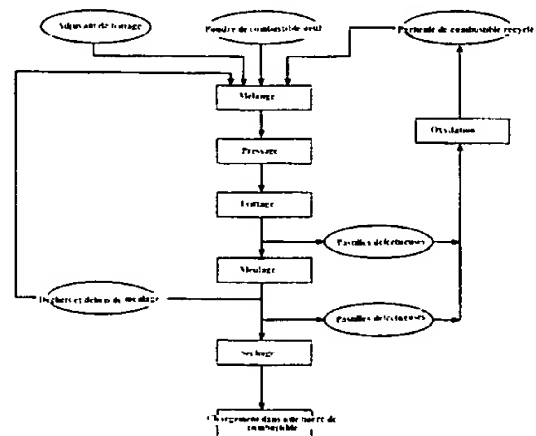 Adjuvant de frittage
Poudre de combustible neuf
Particule de combustible recyclé
Mélange
Oxydation
Pressage
Frittage
Pastilles défectueuses
Meulage
Déchets et débris de meulage
Pastilles défectueuses
Séchage
Chargement dans une barre de
combustible